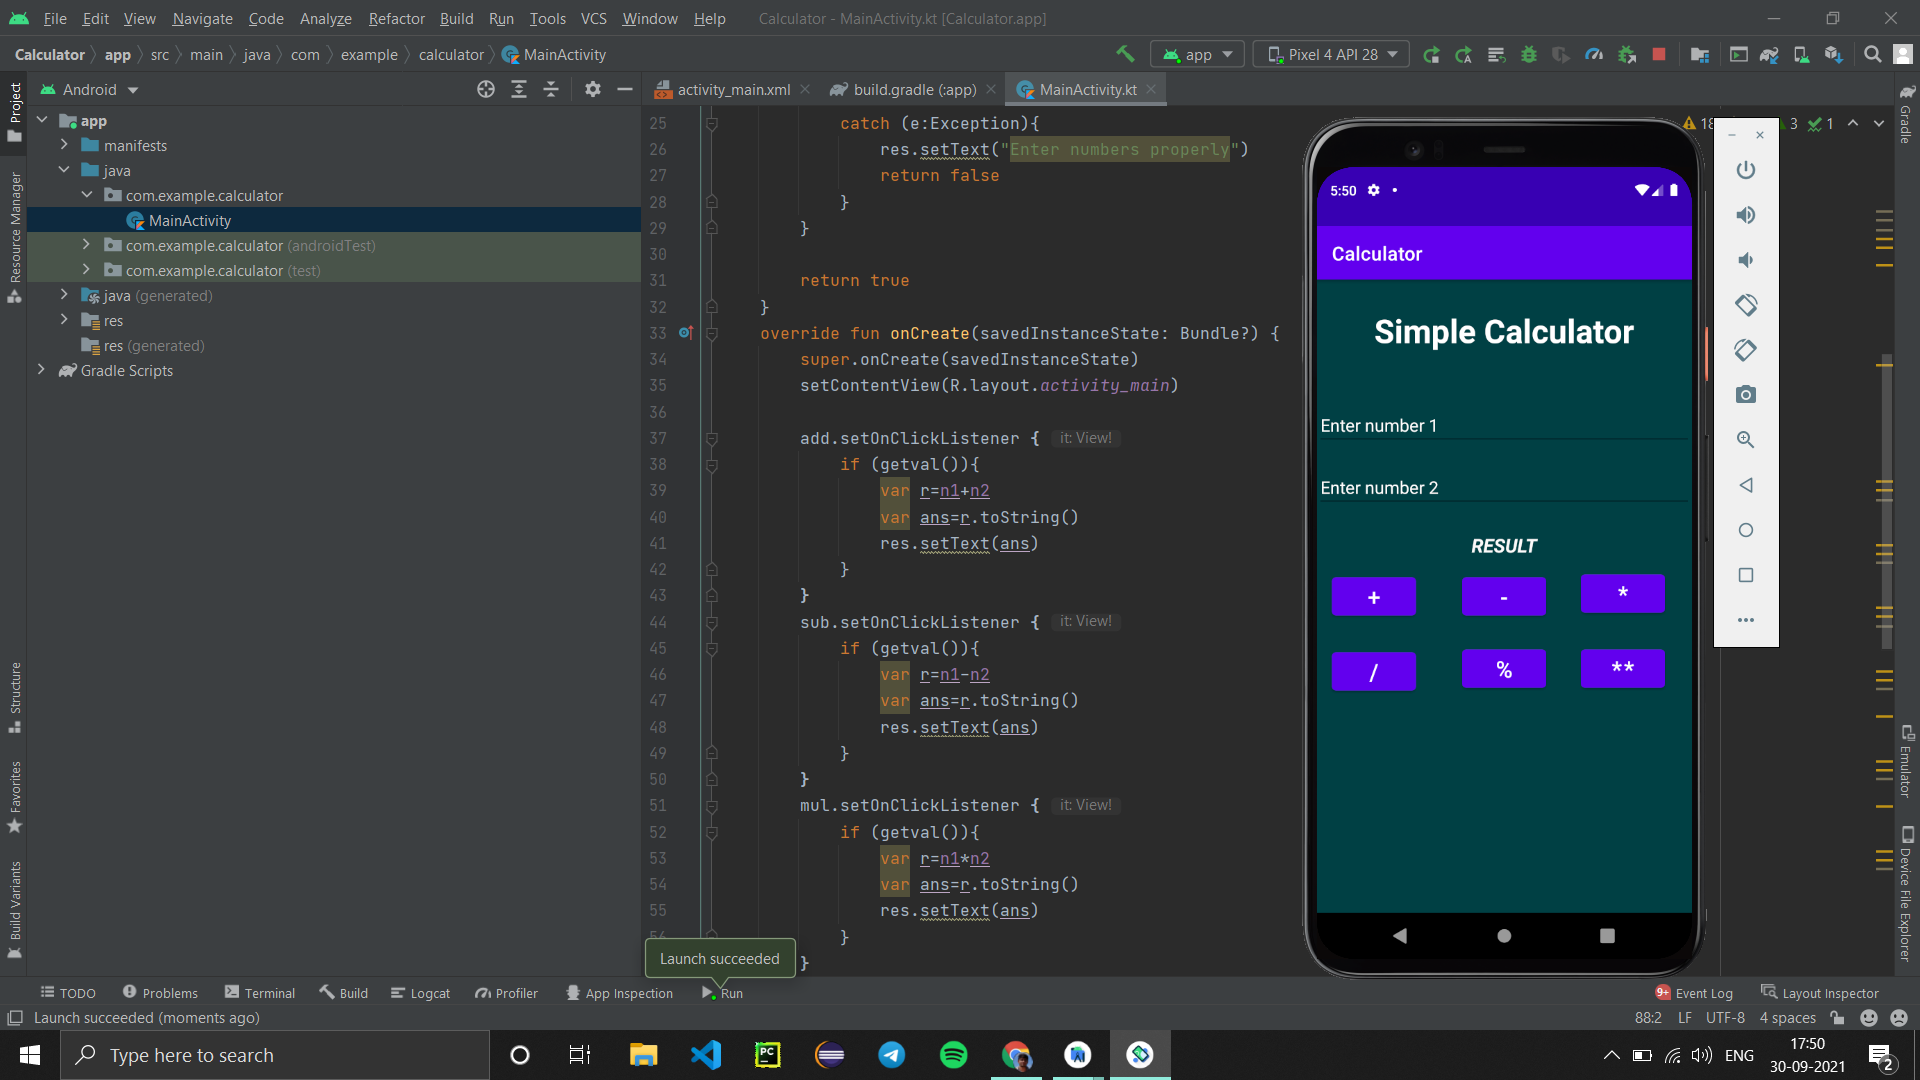 File Edit View Navigate Code Analyze Refactor Build Run Tools VCS Window Help Calculator - MainActivity.kt [Calculator.app]
Calculator app src main java com example calculator MainActivity
app Pixel 4 API 28
Android
activity_main.xml build.gradle (:app) MainActivity.kt
app
manifests
java
com.example.calculator
MainActivity
com.example.calculator (androidTest)
com.example.calculator (test)
java (generated)
res
res (generated)
Gradle Scripts
Project
Resource Manager
Structure
Favorites
Build Variants
25 catch (e:Exception){
26 res.setText("Enter numbers properly")
27 return false
28 }
29 }
30
31 return true
32 }
33 override fun onCreate(savedInstanceState: Bundle?) {
34 super.onCreate(savedInstanceState)
35 setContentView(R.layout.activity_main)
36
37 add.setOnClickListener { it: View!
38 if (getval()){
39 var r=n1+n2
40 var ans=r.toString()
41 res.setText(ans)
42 }
43 }
44 sub.setOnClickListener { it: View!
45 if (getval()){
46 var r=n1-n2
47 var ans=r.toString()
48 res.setText(ans)
49 }
50 }
51 mul.setOnClickListener { it: View!
52 if (getval()){
53 var r=n1*n2
54 var ans=r.toString()
55 res.setText(ans)
56 }
}
18 3 1
5:50
Calculator
Simple Calculator
Enter number 1
Enter number 2
RESULT
+ - *
/ % **
Gradle
Emulator
Device File Explorer
Launch succeeded
TODO Problems Terminal Build Logcat Profiler App Inspection Run 9+ Event Log Layout Inspector
Launch succeeded (moments ago) 88:2 LF UTF-8 4 spaces
Type here to search
PC
ENG
17:50
30-09-2021
2